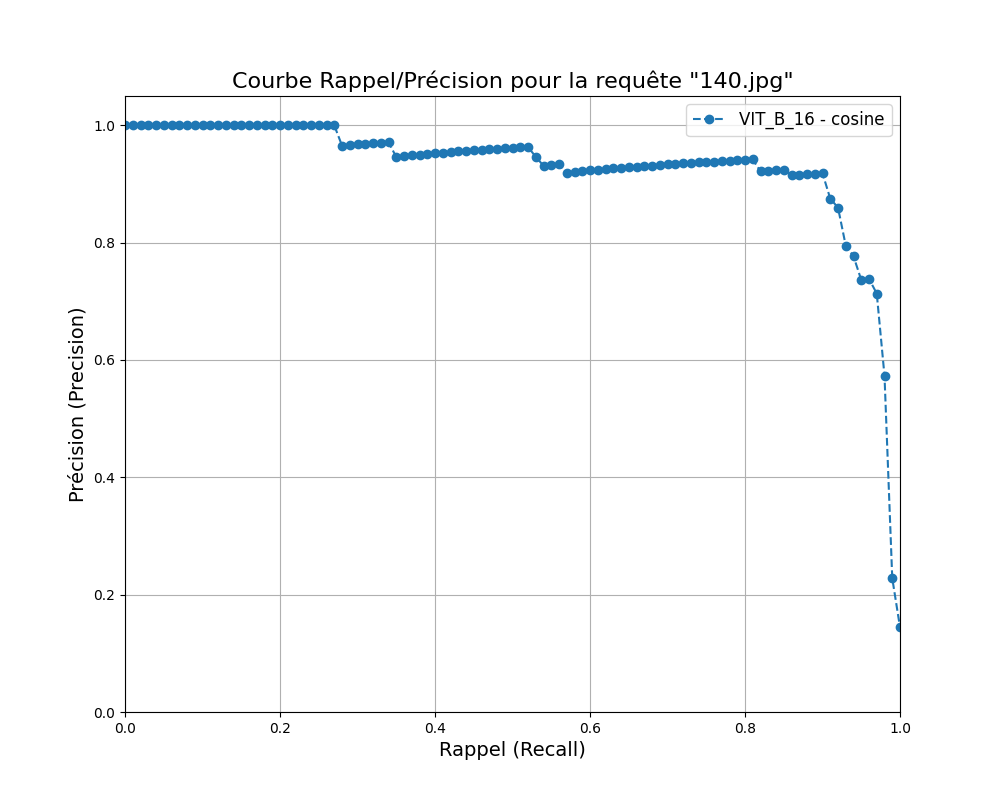 Courbe Rappel/Précision pour la requête "140.jpg"
VIT_B_16 - cosine
1.0
0.8
0.6
0.4
0.2
0.0
Précision (Precision)
0.0 0.2 0.4 0.6 0.8 1.0
Rappel (Recall)